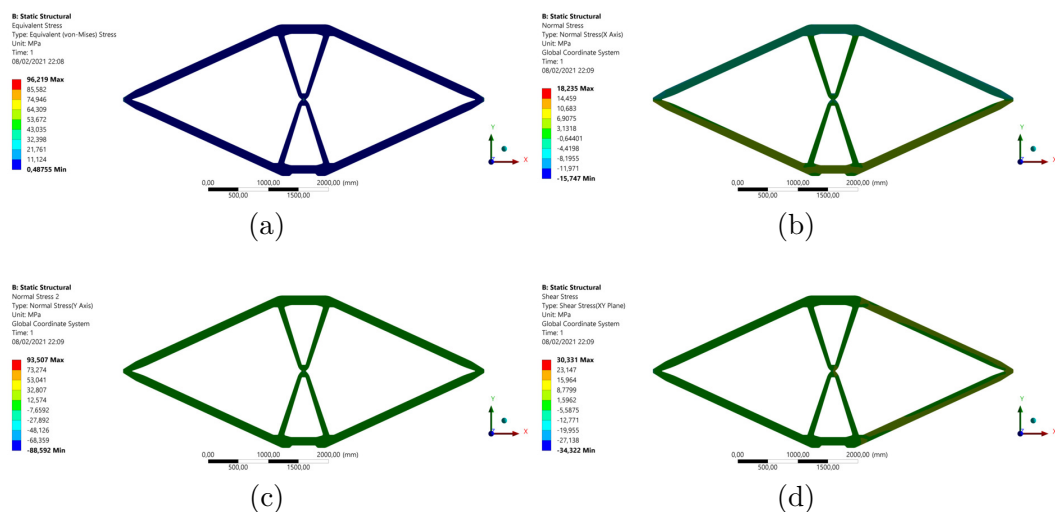 B: Static Structural
Equivalent Stress
Type: Equivalent (von-Mises) Stress
Unit: MPa
Time: 1
08/02/2021 22:08
96,219 Max
85,582
74,946
64,309
53,672
43,035
32,398
21,761
11,124
0,48755 Min
0,00 1000,00 2000,00 (mm)
500,00 1500,00
Y
X
Z
(a)
B: Static Structural
Normal Stress
Type: Normal Stress(X Axis)
Unit: MPa
Global Coordinate System
Time: 1
08/02/2021 22:09
18,235 Max
14,459
10,683
6,9075
3,1318
-0,64401
-4,4198
-8,1955
-11,971
-15,747 Min
0,00 1000,00 2000,00 (mm)
500,00 1500,00
Y
X
Z
(b)
B: Static Structural
Normal Stress 2
Type: Normal Stress(Y Axis)
Unit: MPa
Global Coordinate System
Time: 1
08/02/2021 22:09
93,507 Max
73,274
53,041
32,807
12,574
-7,6592
-27,892
-48,126
-68,359
-88,592 Min
0,00 1000,00 2000,00 (mm)
500,00 1500,00
Y
X
Z
(c)
B: Static Structural
Shear Stress
Type: Shear Stress(XY Plane)
Unit: MPa
Global Coordinate System
Time: 1
08/02/2021 22:09
30,331 Max
23,147
15,964
8,7799
1,5962
-5,5875
-12,771
-19,955
-27,138
-34,322 Min
0,00 1000,00 2000,00 (mm)
500,00 1500,00
Y
X
Z
(d)